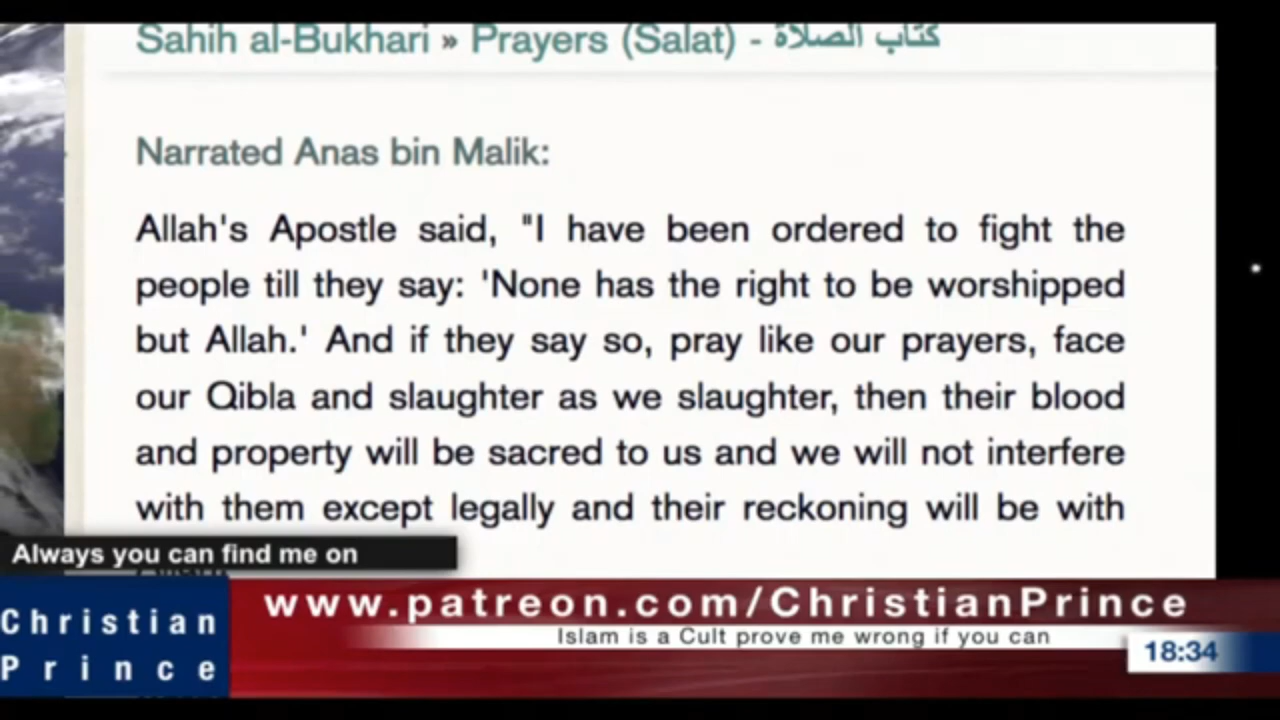 Sahih al-Bukhari » Prayers (Salat) - كتاب الصلاة
Narrated Anas bin Malik:
Allah's Apostle said, "I have been ordered to fight the
people till they say: 'None has the right to be worshipped
but Allah.' And if they say so, pray like our prayers, face
our Qibla and slaughter as we slaughter, then their blood
and property will be sacred to us and we will not interfere
with them except legally and their reckoning will be with
Always you can find me on
www.patreon.com/ChristianPrince
Islam is a Cult prove me wrong if you can
Christian
Prince
18:34